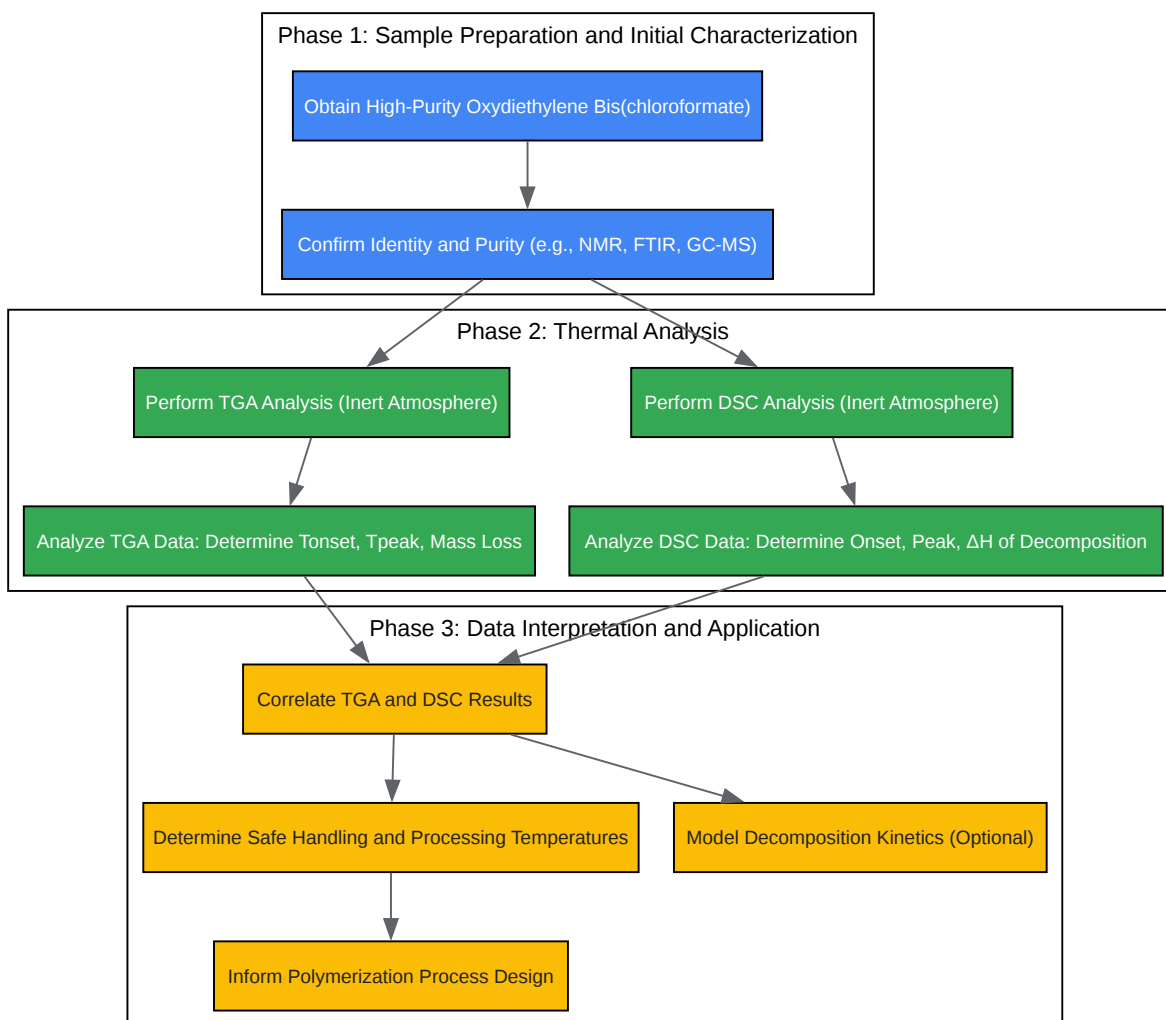 Phase 1: Sample Preparation and Initial Characterization
Obtain High-Purity Oxydiethylene Bis(chloroformate)
Confirm Identity and Purity (e.g., NMR, FTIR, GC-MS)
Phase 2: Thermal Analysis
Perform TGA Analysis (Inert Atmosphere)
Perform DSC Analysis (Inert Atmosphere)
Analyze TGA Data: Determine Tonset, Tpeak, Mass Loss
Analyze DSC Data: Determine Onset, Peak, ΔH of Decomposition
Phase 3: Data Interpretation and Application
Correlate TGA and DSC Results
Determine Safe Handling and Processing Temperatures
Model Decomposition Kinetics (Optional)
Inform Polymerization Process Design